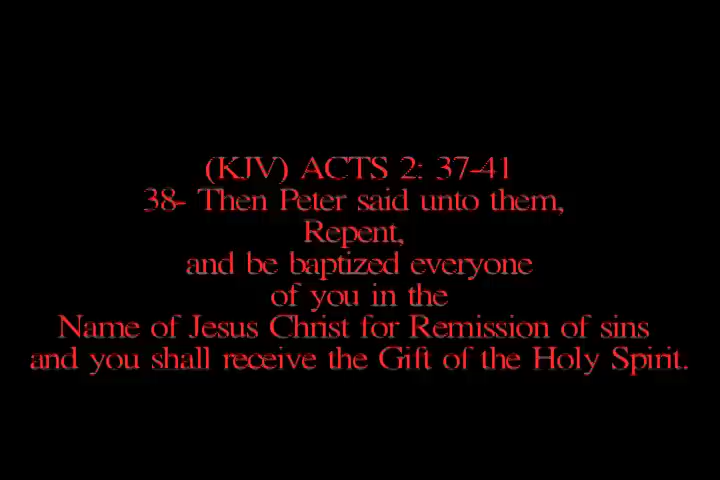 (KJV) ACTS 2: 37-41
38- Then Peter said unto them,
Repent,
and be baptized everyone
of you in the
Name of Jesus Christ for Remission of sins
and you shall receive the Gift of the Holy Spirit.